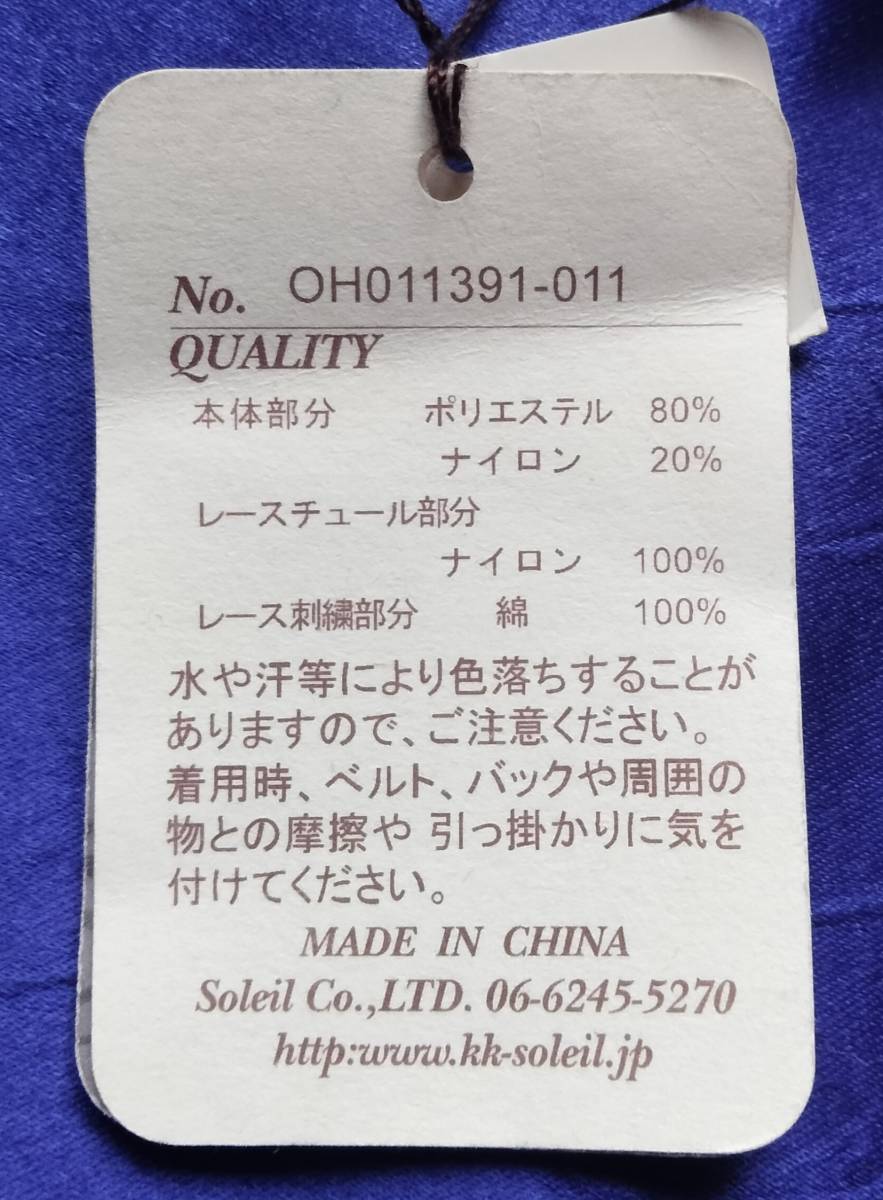 No. OH011391-011
QUALITY
本体部分 ポリエステル 80%
ナイロン 20%
レースチュール部分
ナイロン 100%
レース刺繍部分 綿 100%
水や汗等により色落ちすることが
ありますので、ご注意ください。
着用時、ベルト、バックや周囲の
物との摩擦や 引っ掛かりに気を
付けてください。
MADE IN CHINA
Soleil Co.,LTD. 06-6245-5270
http:www.kk-soleil.jp